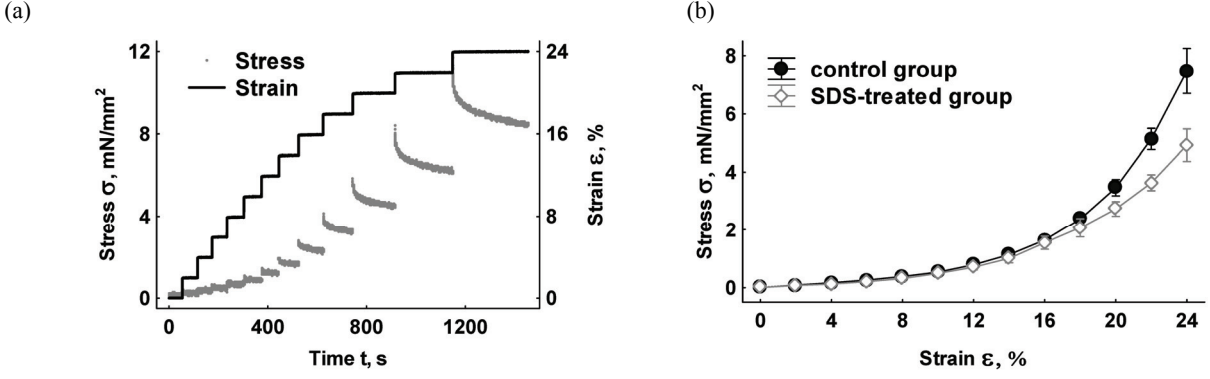 (a)
12
8
4
0
Stress σ, mN/mm²
Stress
Strain
24
16
8
0
Strain ε, %
0
400
800
1200
Time t, s
(b)
8
6
4
2
0
Stress σ, mN/mm²
control group
SDS-treated group
0
4
8
12
16
20
24
Strain ε, %